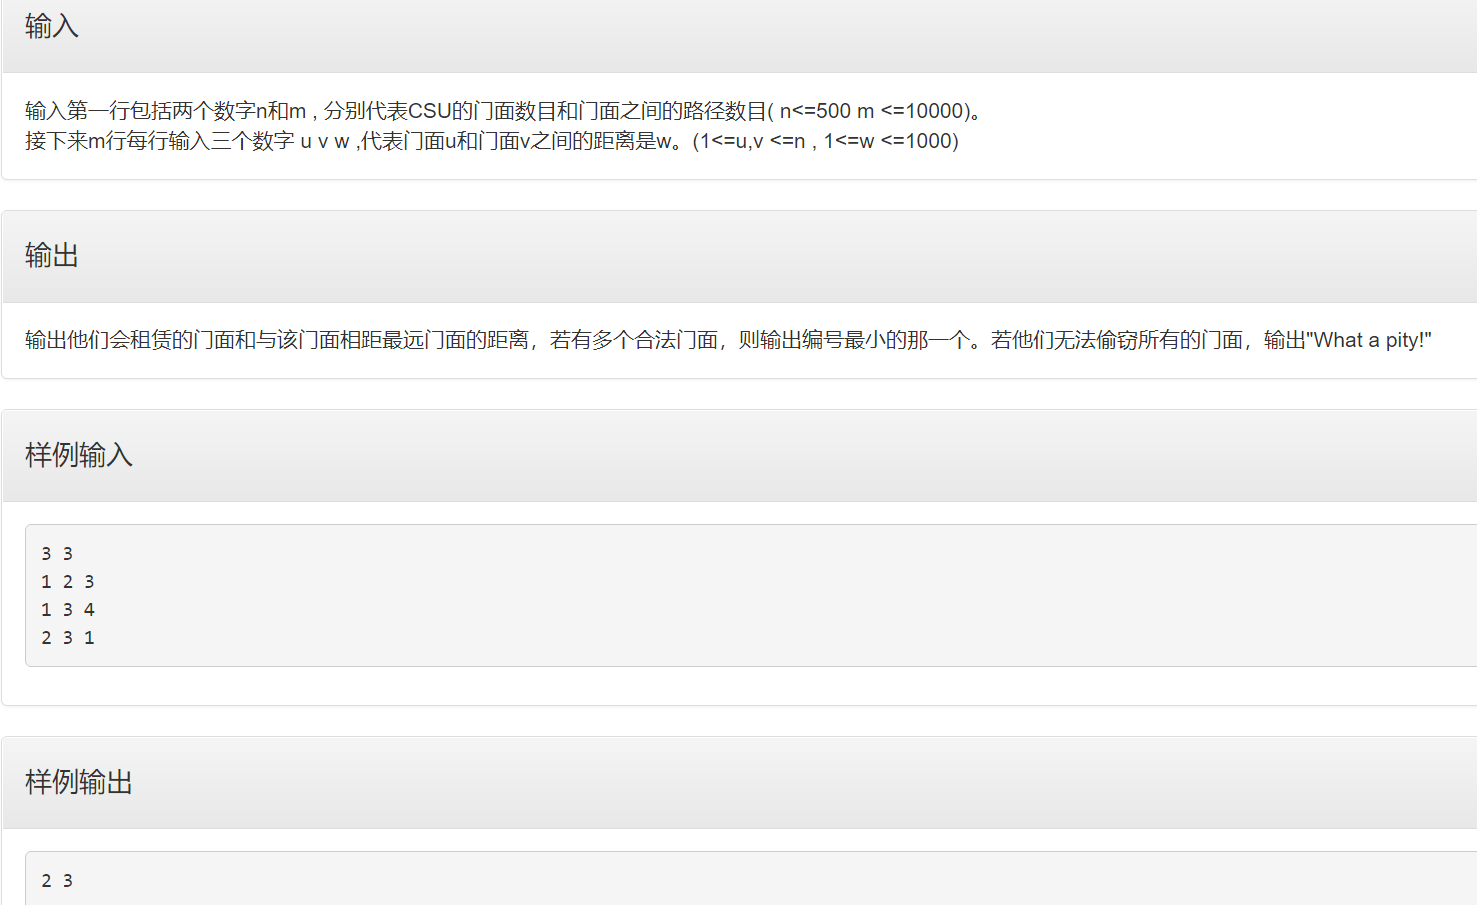 输入
输入第一行包括两个数字n和m , 分别代表CSU的门面数目和门面之间的路径数目( n<=500 m <=10000)。
接下来m行每行输入三个数字 u v w ,代表门面u和门面v之间的距离是w。(1<=u,v <=n , 1<=w <=1000)
输出
输出他们会租赁的门面和与该门面相距最远门面的距离，若有多个合法门面，则输出编号最小的那一个。若他们无法偷窃所有的门面，输出"What a pity!"
样例输入
3 3
1 2 3
1 3 4
2 3 1
样例输出
2 3